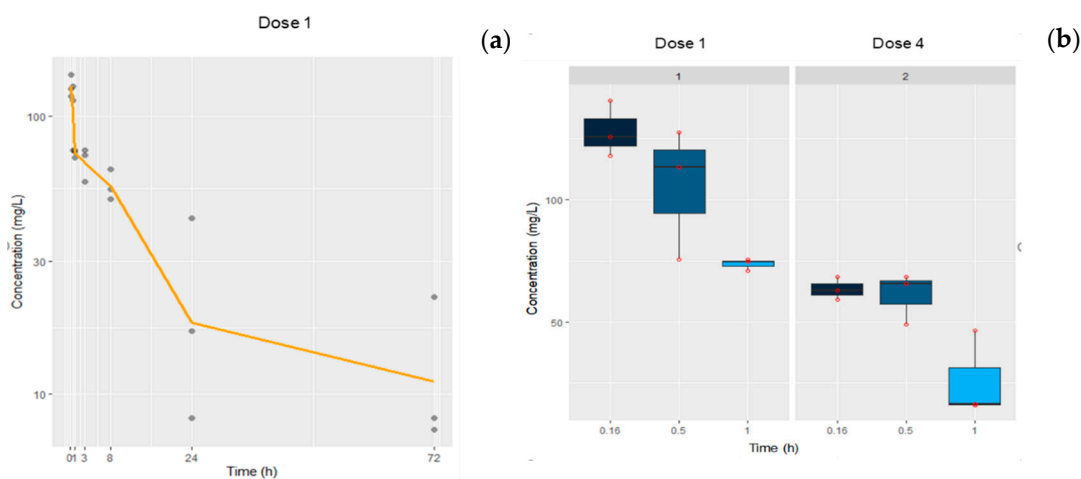 Dose 1
(a)
Concentration (mg/L)
100
30
10
0 1 3 8 24 72
Time (h)
Dose 1 Dose 4
(b)
1 2
Concentration (mg/L)
100
50
0.16 0.5 1 0.16 0.5 1
Time (h)